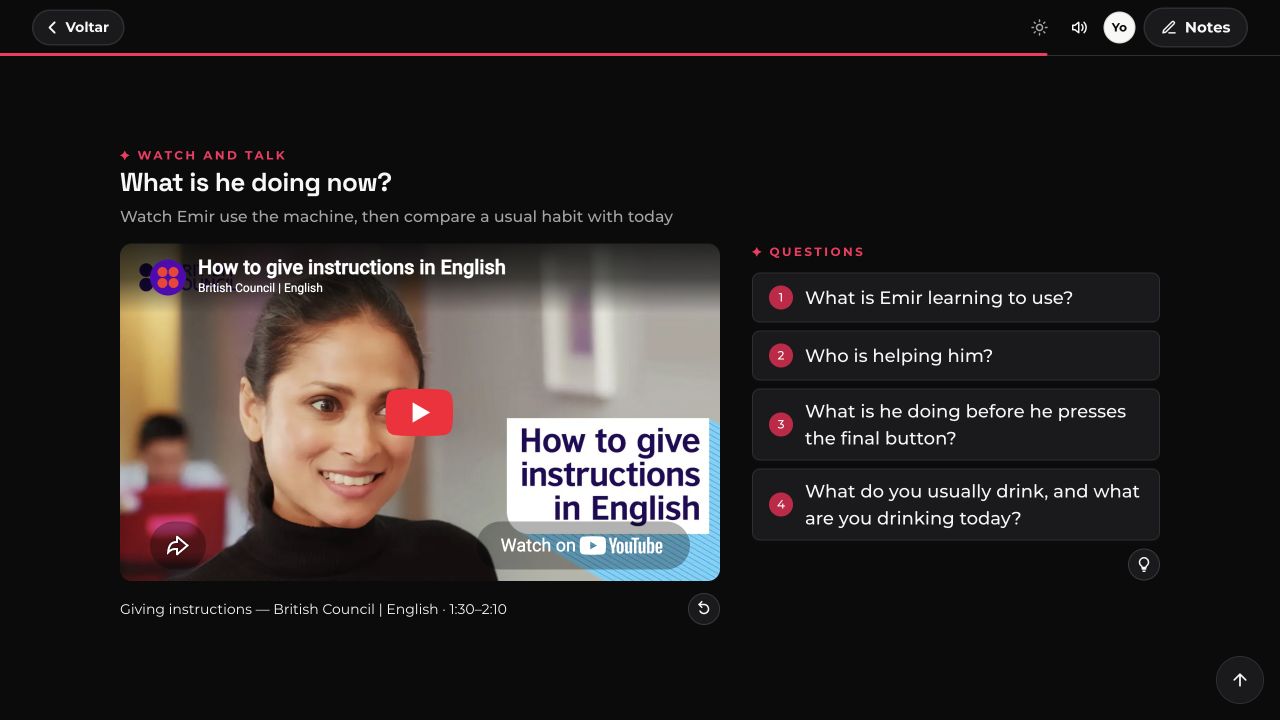 Voltar
Yo
Notes
WATCH AND TALK
What is he doing now?
Watch Emir use the machine, then compare a usual habit with today
How to give instructions in English
British Council | English
How to give
instructions
in English
Watch on YouTube
Giving instructions — British Council | English · 1:30–2:10
QUESTIONS
1 What is Emir learning to use?
2 Who is helping him?
3 What is he doing before he presses
the final button?
4 What do you usually drink, and what
are you drinking today?